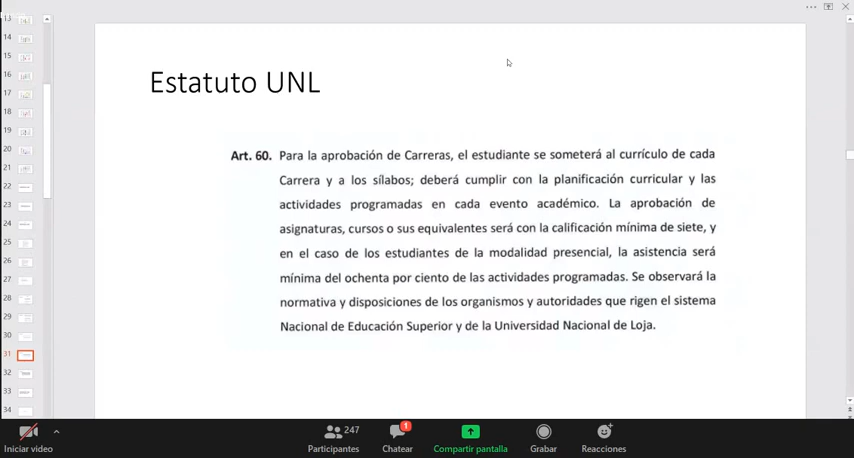 13
14
15
16
17
18
19
20
21
22
23
24
25
26
27
28
29
30
31
32
33
34
Estatuto UNL
Art. 60. Para la aprobación de Carreras, el estudiante se someterá al currículo de cada
Carrera y a los sílabos; deberá cumplir con la planificación curricular y las
actividades programadas en cada evento académico. La aprobación de
asignaturas, cursos o sus equivalentes será con la calificación mínima de siete, y
en el caso de los estudiantes de la modalidad presencial, la asistencia será
mínima del ochenta por ciento de las actividades programadas. Se observará la
normativa y disposiciones de los organismos y autoridades que rigen el sistema
Nacional de Educación Superior y de la Universidad Nacional de Loja.
247
1
Iniciar video
Participantes
Chatear
Compartir pantalla
Grabar
Reacciones